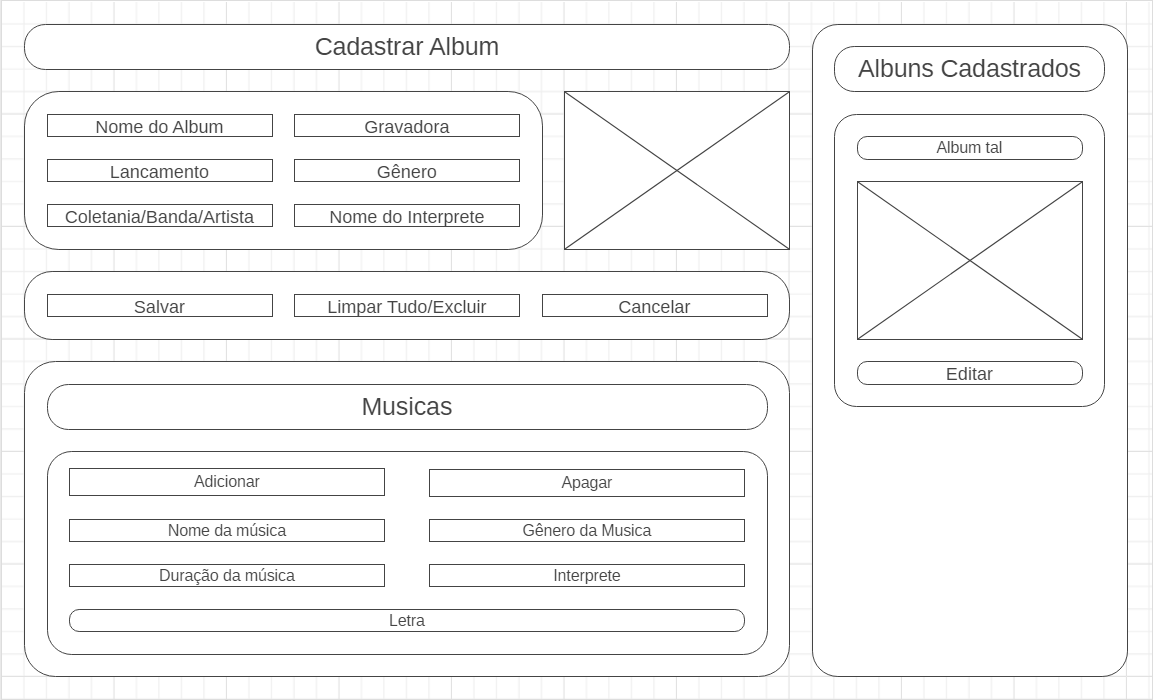 Cadastrar Album
Nome do Album
Gravadora
Lancamento
Gênero
Coletania/Banda/Artista
Nome do Interprete
Salvar
Limpar Tudo/Excluir
Cancelar
Musicas
Adicionar
Apagar
Nome da música
Gênero da Musica
Duração da música
Interprete
Letra
Albuns Cadastrados
Album tal
Editar